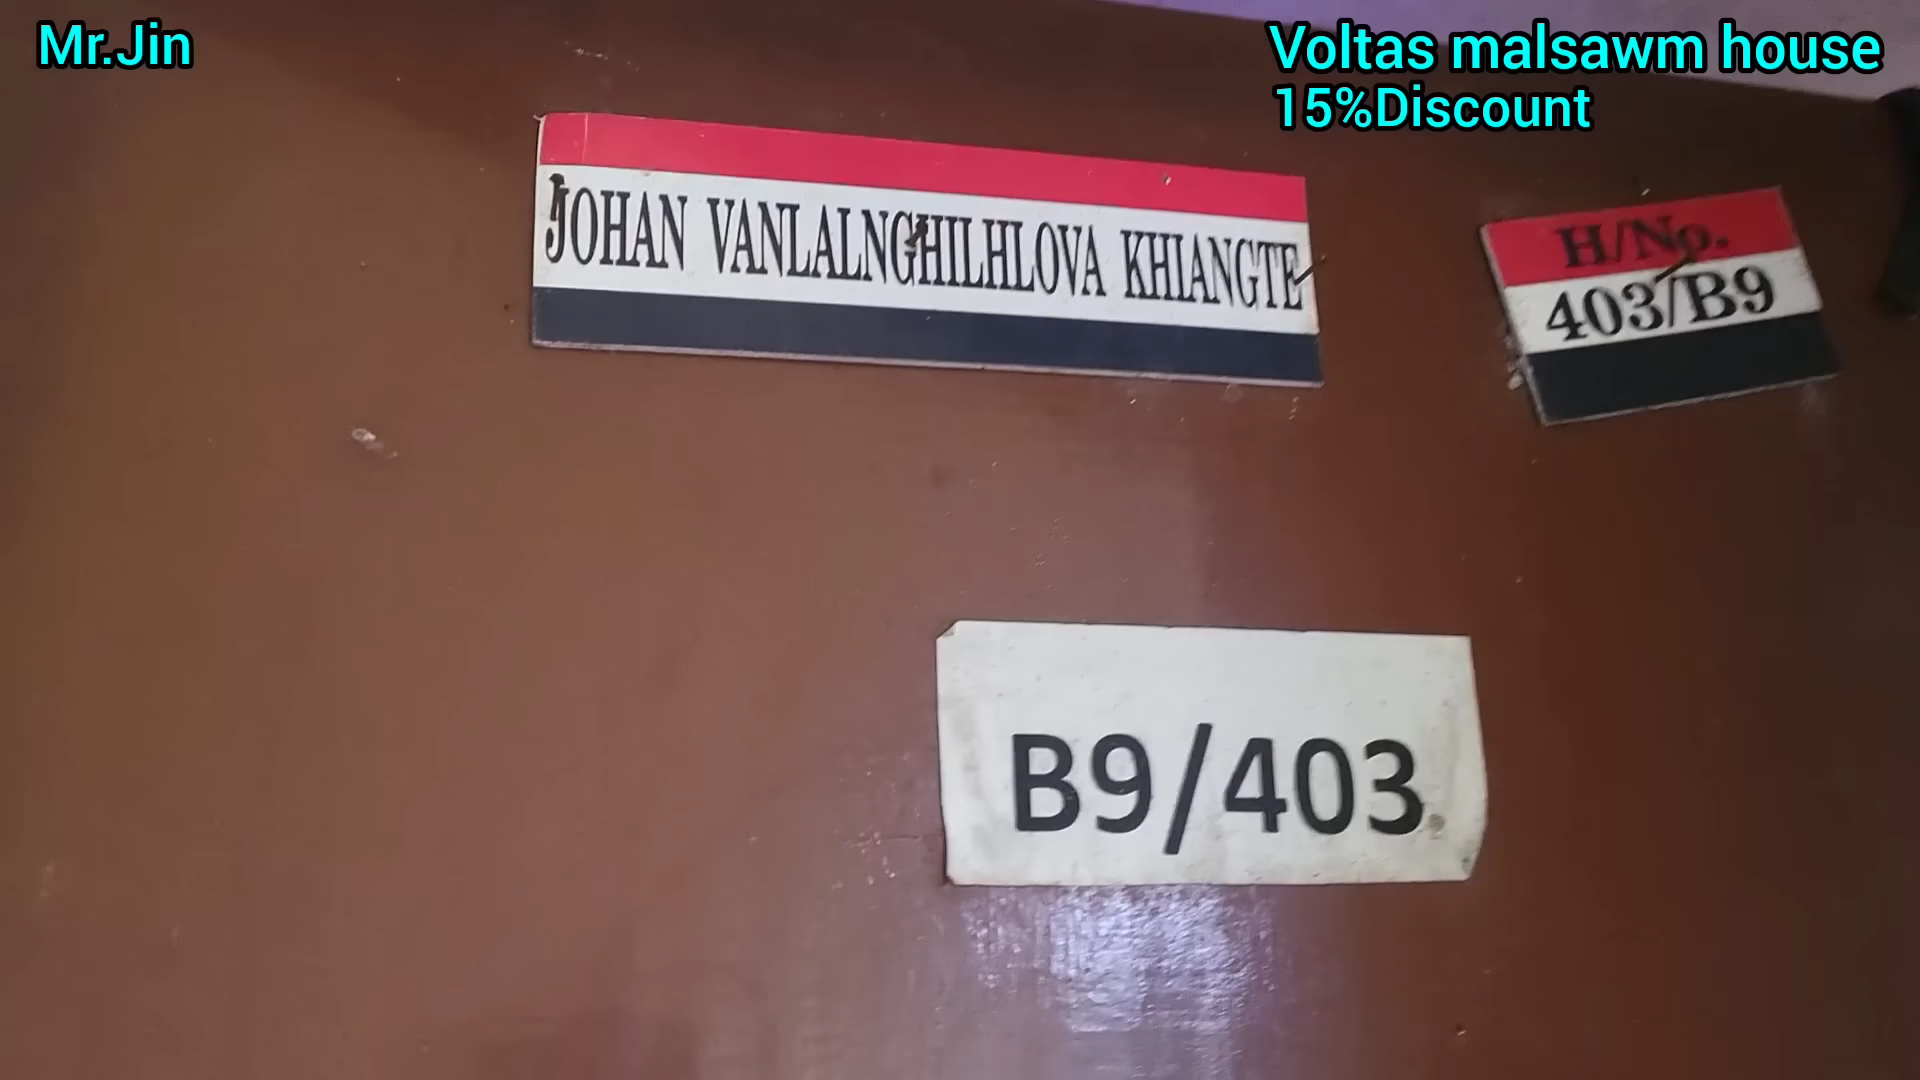 Mr.Jin
Voltas malsawm house
15%Discount
JOHAN VANLALNGHILHLOVA KHIANGTE
H/No.
403/B9
B9/403